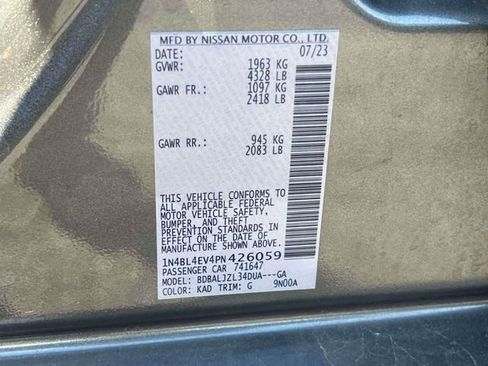 MFD BY NISSAN MOTOR CO., LTD.
DATE: 07/23
GVWR: 1963 KG
4328 LB
GAWR FR.: 1097 KG
2418 LB
GAWR RR.: 945 KG
2083 LB
THIS VEHICLE CONFORMS TO
ALL APPLICABLE FEDERAL
MOTOR VEHICLE SAFETY,
BUMPER, AND THEFT
PREVENTION STANDARDS IN
EFFECT ON THE DATE OF
MANUFACTURE SHOWN ABOVE.
1N4BL4EV4PN426059
PASSENGER CAR 741647
MODEL: BDBALJZL34DUA---GA
COLOR: KAD TRIM: G 9N00A